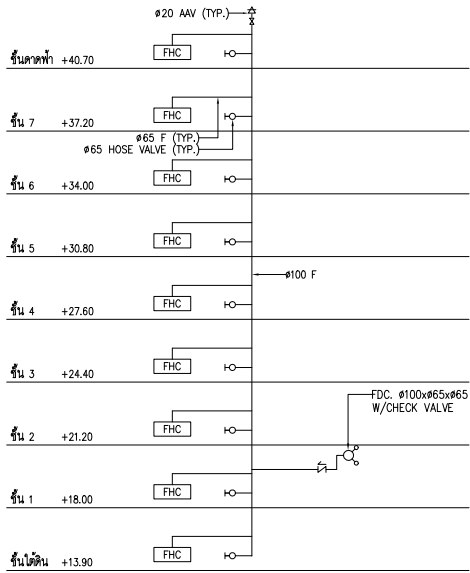 ø20 AAV (TYP.)
FHC
ชั้นดาดฟ้า +40.70
FHC
ชั้น 7 +37.20
ø65 F (TYP.)
ø65 HOSE VALVE (TYP.)
FHC
ชั้น 6 +34.00
FHC
ชั้น 5 +30.80
ø100 F
FHC
ชั้น 4 +27.60
FHC
ชั้น 3 +24.40
FDC. ø100xø65xø65
W/CHECK VALVE
FHC
ชั้น 2 +21.20
FHC
ชั้น 1 +18.00
FHC
ชั้นใต้ดิน +13.90